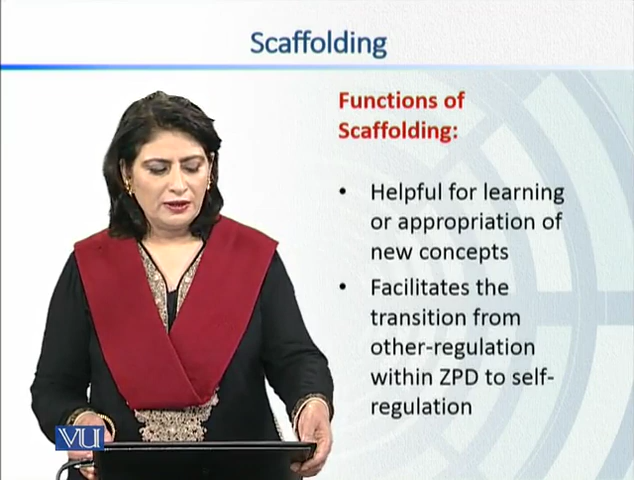 Scaffolding
Functions of
Scaffolding:
• Helpful for learning
or appropriation of
new concepts
• Facilitates the
transition from
other-regulation
within ZPD to self-
regulation
VU